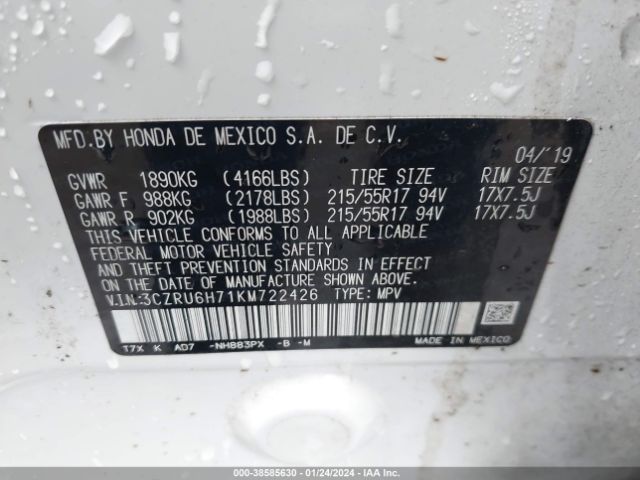 MFD.BY HONDA DE MEXICO S.A. DE C.V.
04/'19
GVWR 1890KG (4166LBS) TIRE SIZE RIM SIZE
GAWR F 988KG (2178LBS) 215/55R17 94V 17X7.5J
GAWR R 902KG (1988LBS) 215/55R17 94V 17X7.5J
THIS VEHICLE CONFORMS TO ALL APPLICABLE
FEDERAL MOTOR VEHICLE SAFETY
AND THEFT PREVENTION STANDARDS IN EFFECT
ON THE DATE OF MANUFACTURE SHOWN ABOVE.
V.I.N:3CZRU6H71KM722426 TYPE: MPV
T7X K AD7 -NH883PX -B -M
MADE IN MEXICO
000-38585630 - 01/24/2024 - IAA Inc.